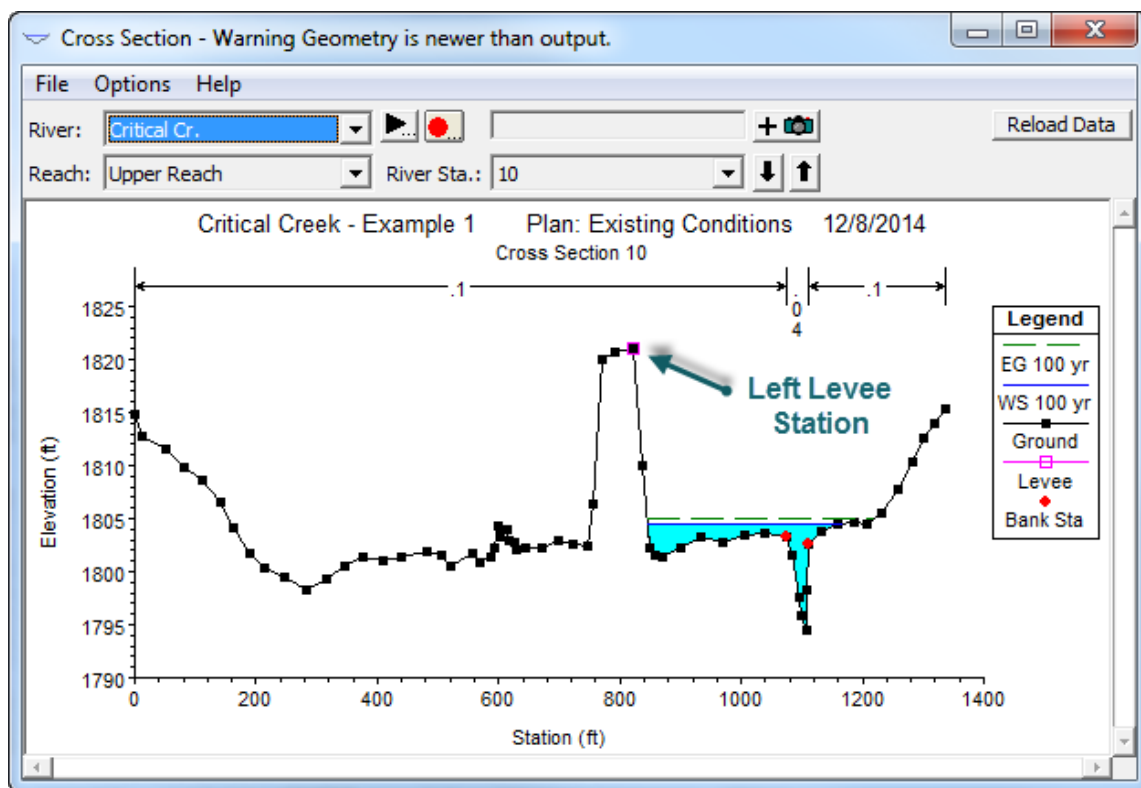 Cross Section - Warning Geometry is newer than output.
File Options Help
River: Critical Cr. Reload Data
Reach: Upper Reach River Sta.: 10
Critical Creek - Example 1 Plan: Existing Conditions 12/8/2014
Cross Section 10
.1 .04 .1
1825
1820
1815
1810
1805
1800
1795
1790
Elevation (ft)
Left Levee
Station
Legend
EG 100 yr
WS 100 yr
Ground
Levee
Bank Sta
0 200 400 600 800 1000 1200 1400
Station (ft)